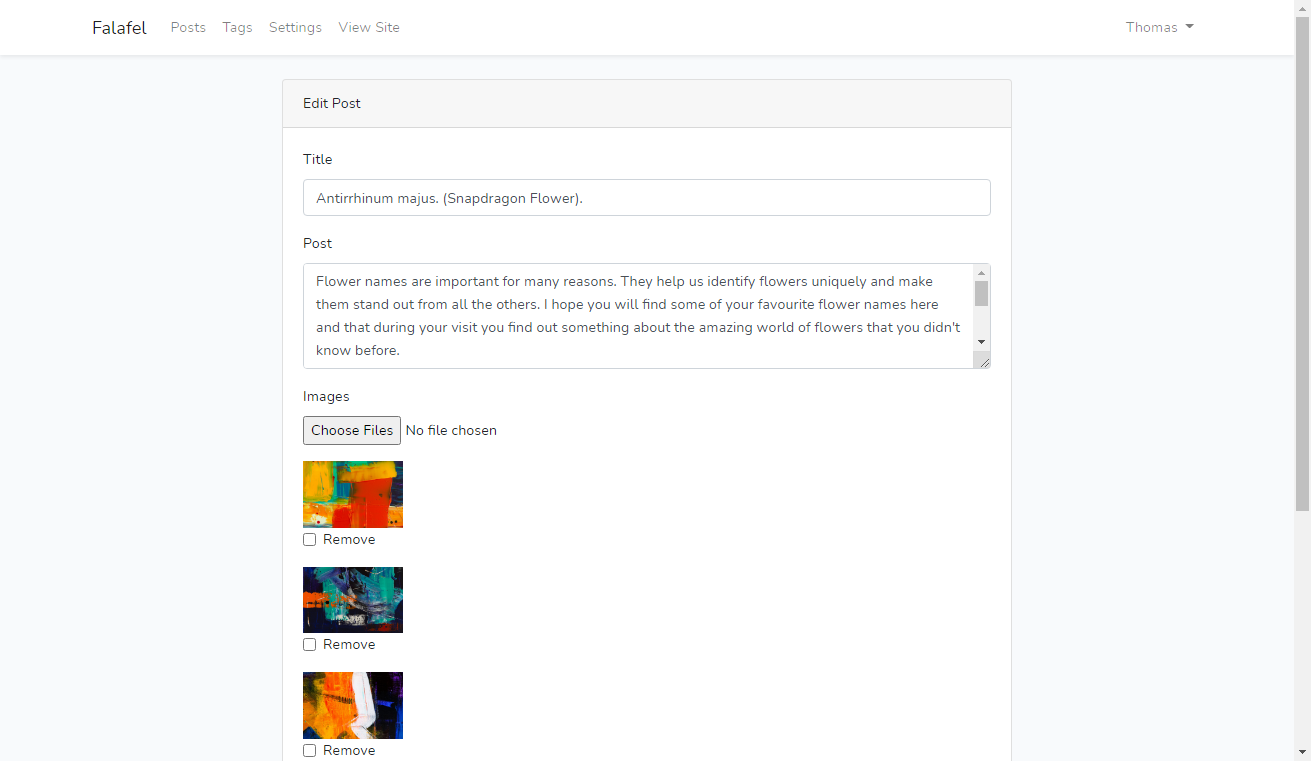 Falafel Posts Tags Settings View Site Thomas
Edit Post
Title
Antirrhinum majus. (Snapdragon Flower).
Post
Flower names are important for many reasons. They help us identify flowers uniquely and make
them stand out from all the others. I hope you will find some of your favourite flower names here
and that during your visit you find out something about the amazing world of flowers that you didn't
know before.
Images
Choose Files No file chosen
Remove
Remove
Remove